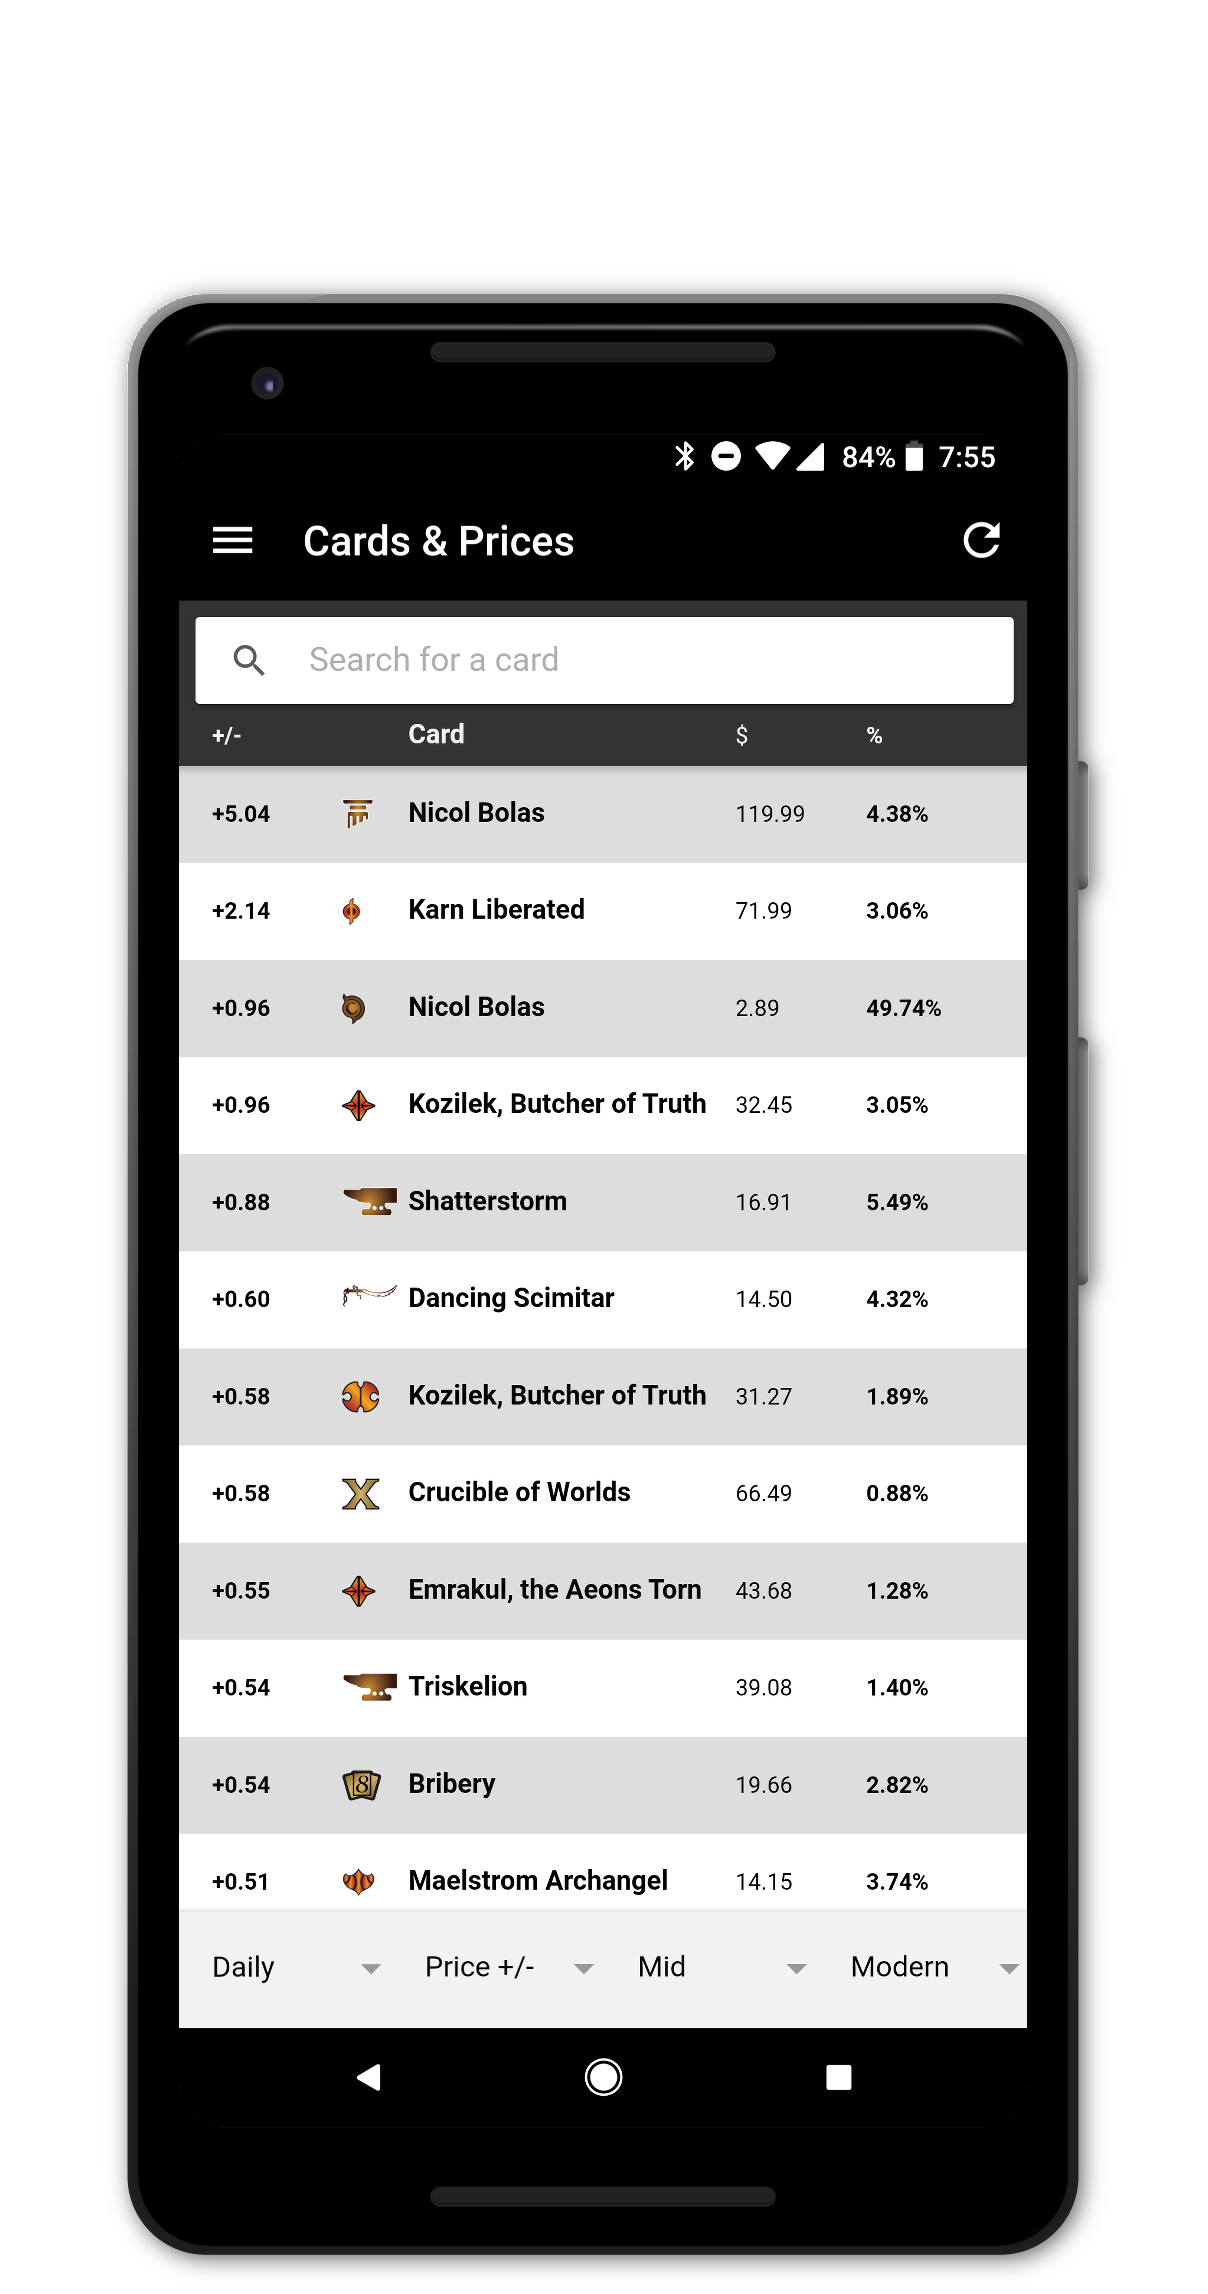 84% 7:55
Cards & Prices
Search for a card
+/- Card $ %
+5.04 Nicol Bolas 119.99 4.38%
+2.14 Karn Liberated 71.99 3.06%
+0.96 C Nicol Bolas 2.89 49.74%
+0.96 Kozilek, Butcher of Truth 32.45 3.05%
+0.88 Shatterstorm 16.91 5.49%
+0.60 Dancing Scimitar 14.50 4.32%
+0.58 Kozilek, Butcher of Truth 31.27 1.89%
+0.58 X Crucible of Worlds 66.49 0.88%
+0.55 Emrakul, the Aeons Torn 43.68 1.28%
+0.54 Triskelion 39.08 1.40%
+0.54 8 Bribery 19.66 2.82%
+0.51 Maelstrom Archangel 14.15 3.74%
Daily Price +/- Mid Modern